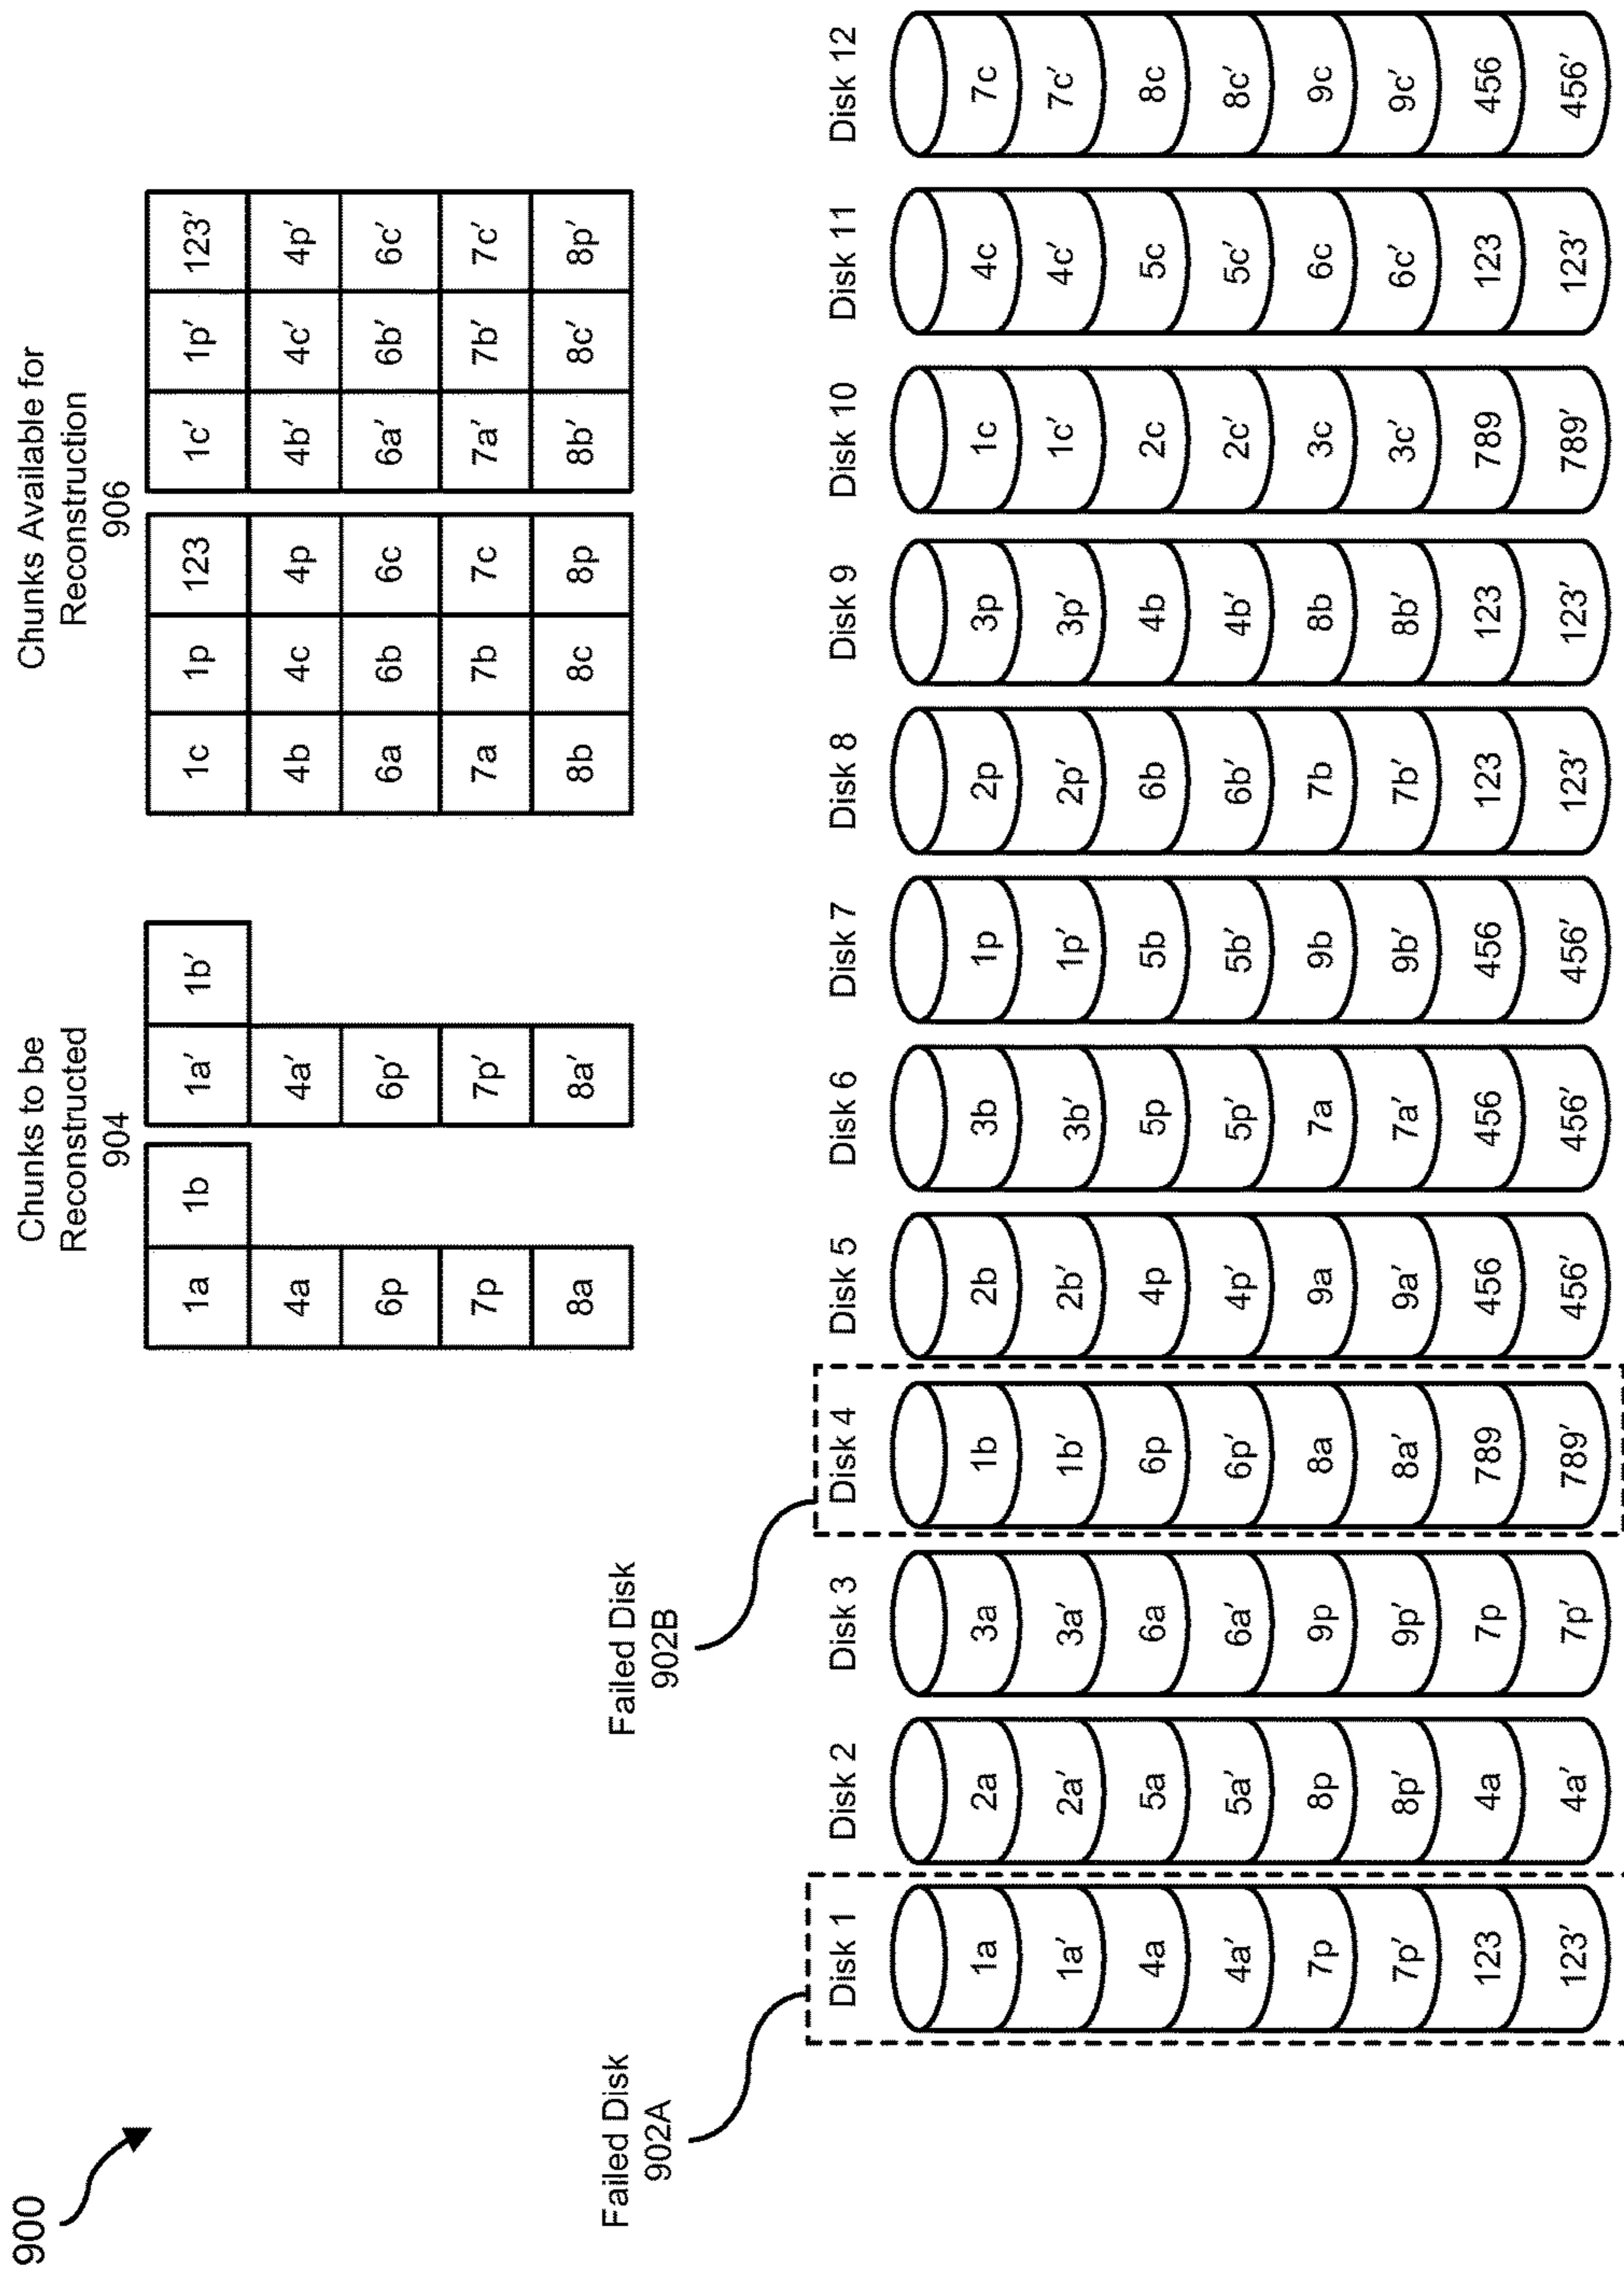 900
Chunks to be
Reconstructed
904
1a 1b 1a′ 1b′
4a 4a′
6p 6p′
7p 7p′
8a 8a′
Chunks Available for
Reconstruction
906
1c 1p 123 1c′ 1p′ 123′
4b 4c 4p 4b′ 4c′ 4p′
6a 6b 6c 6a′ 6b′ 6c′
7a 7b 7c 7a′ 7b′ 7c′
8b 8c 8p 8b′ 8c′ 8p′
Failed Disk
902A
Failed Disk
902B
Disk 1 Disk 2 Disk 3 Disk 4 Disk 5 Disk 6 Disk 7 Disk 8 Disk 9 Disk 10 Disk 11 Disk 12
1a 2a 3a 1b 2b 3b 1p 2p 3p 1c 4c 7c
1a′ 2a′ 3a′ 1b′ 2b′ 3b′ 1p′ 2p′ 3p′ 1c′ 4c′ 7c′
4a 5a 6a 6p 4p 5p 5b 6b 4b 2c 5c 8c
4a′ 5a′ 6a′ 6p′ 4p′ 5p′ 5b′ 6b′ 4b′ 2c′ 5c′ 8c′
7p 8p 9p 8a 9a 7a 9b 7b 8b 3c 6c 9c
7p′ 8p′ 9p′ 8a′ 9a′ 7a′ 9b′ 7b′ 8b′ 3c′ 6c′ 9c′
123 4a 7p 789 456 456 456 123 123 789 123 456
123′ 4a′ 7p′ 789′ 456′ 456′ 456′ 123′ 123′ 789′ 123′ 456′